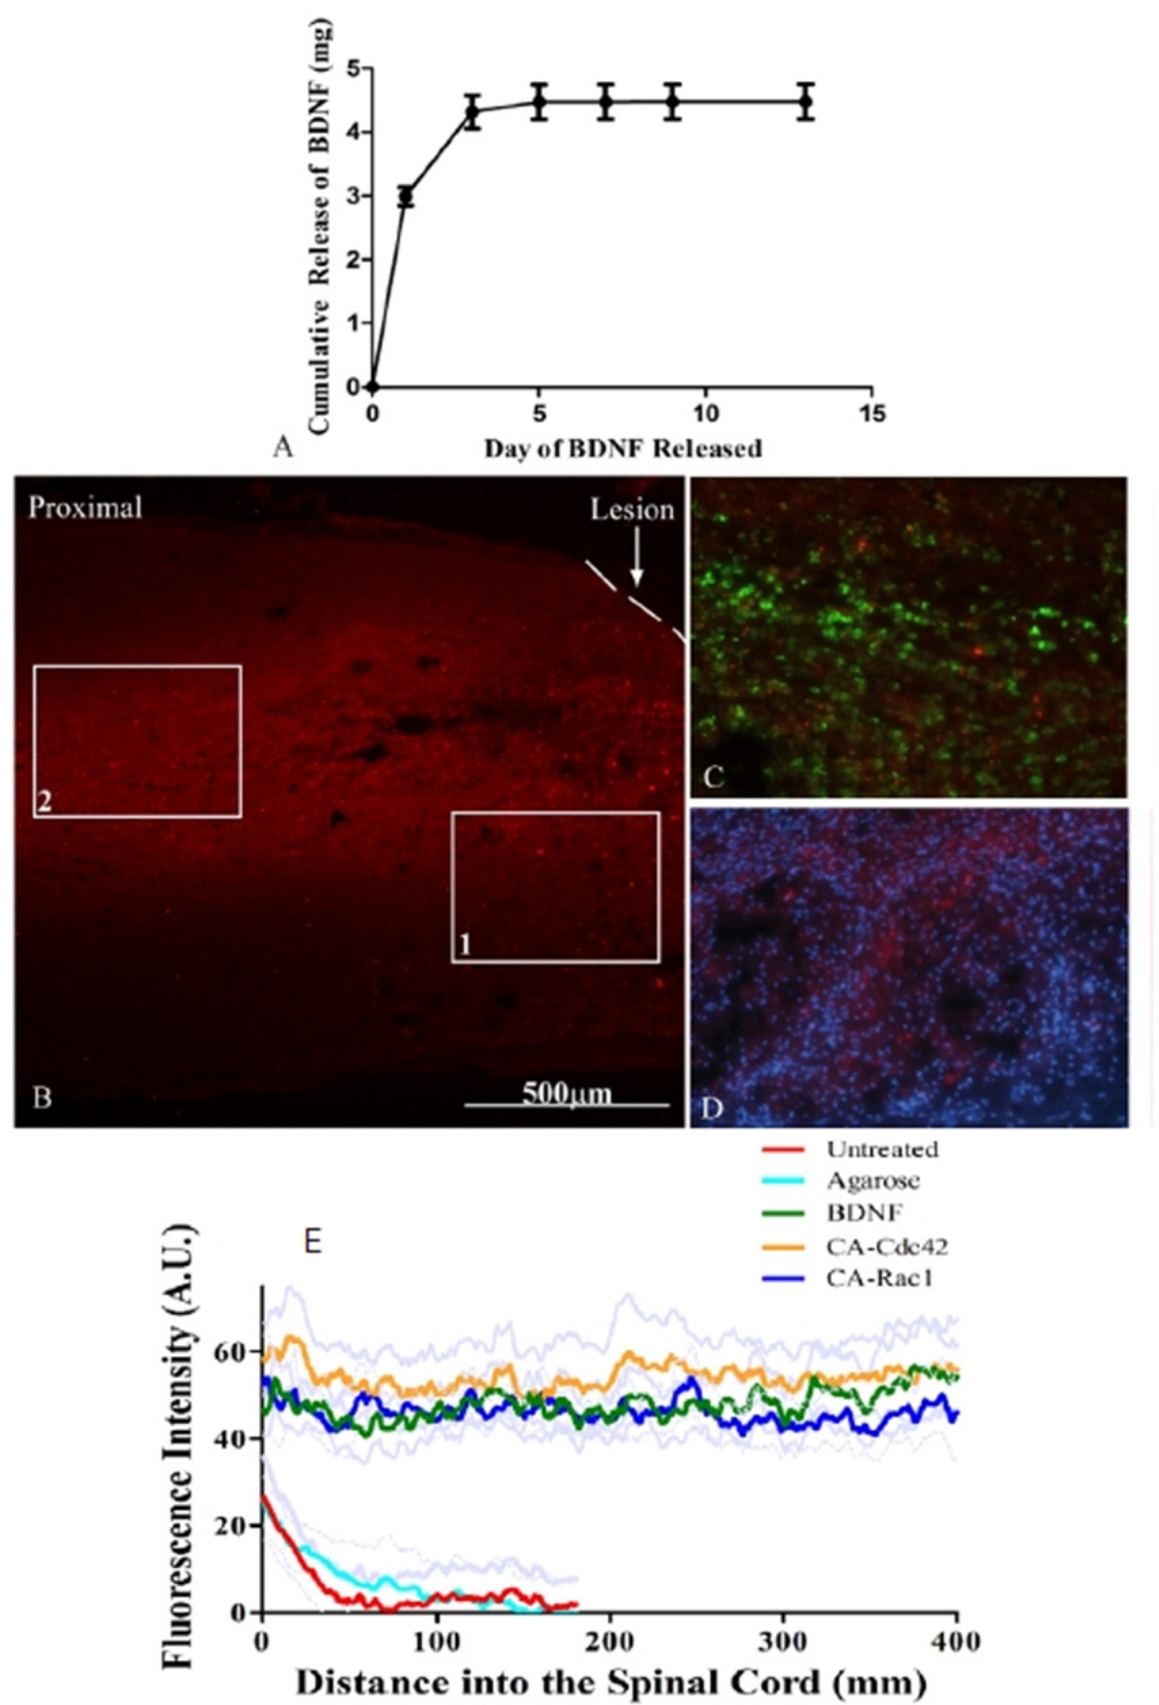 Cumulative Release of BDNF (mg)
5
4
3
2
1
0
0 5 10 15
Day of BDNF Released
A
Proximal
Lesion
2
1
500µm
B
C
D
Untreated
Agarose
BDNF
CA-Cdc42
CA-Rac1
E
Fluorescence Intensity (A.U.)
60
40
20
0
0 100 200 300 400
Distance into the Spinal Cord (mm)